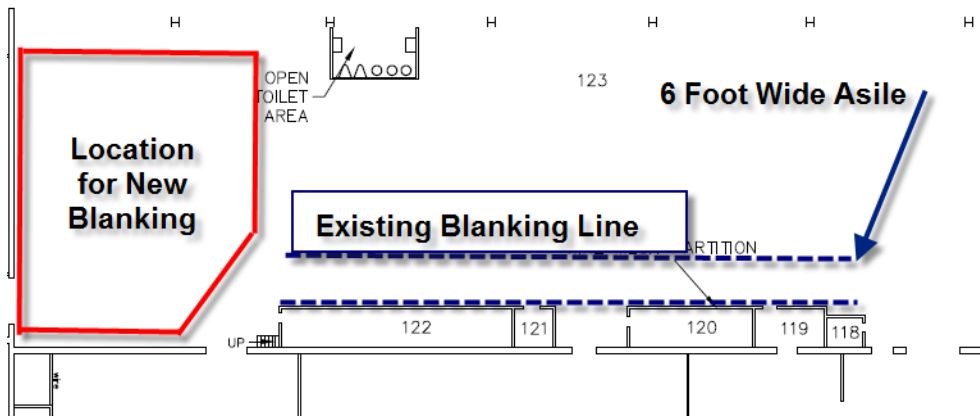 H H H H H H
OPEN
TOILET
AREA
123
6 Foot Wide Asile
Location
for New
Blanking
Existing Blanking Line
ARTITION
122
121
120
119
118
UP
wire